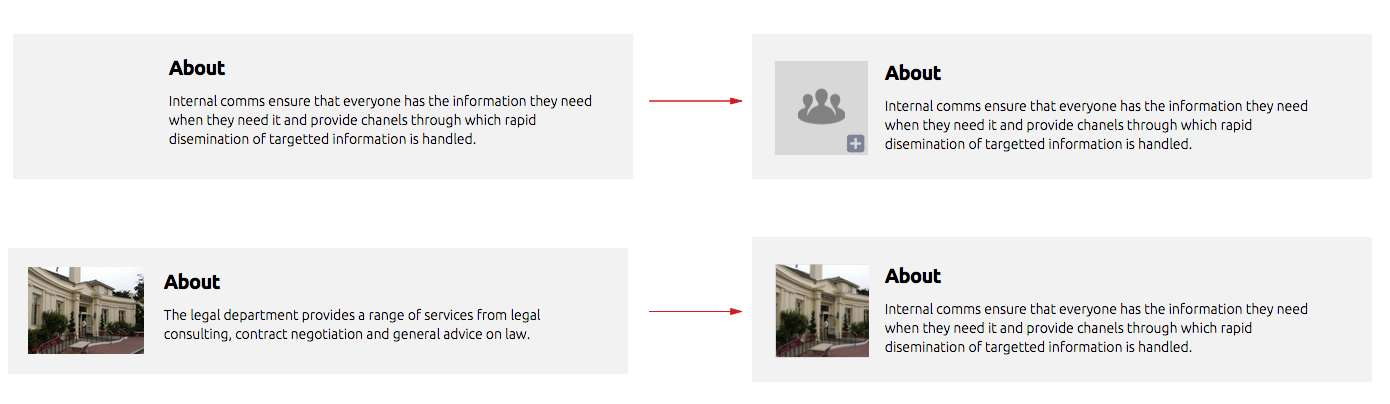 About
Internal comms ensure that everyone has the information they need
when they need it and provide chanels through which rapid
disemination of targetted information is handled.
About
Internal comms ensure that everyone has the information they need
when they need it and provide chanels through which rapid
disemination of targetted information is handled.
About
The legal department provides a range of services from legal
consulting, contract negotiation and general advice on law.
About
Internal comms ensure that everyone has the information they need
when they need it and provide chanels through which rapid
disemination of targetted information is handled.